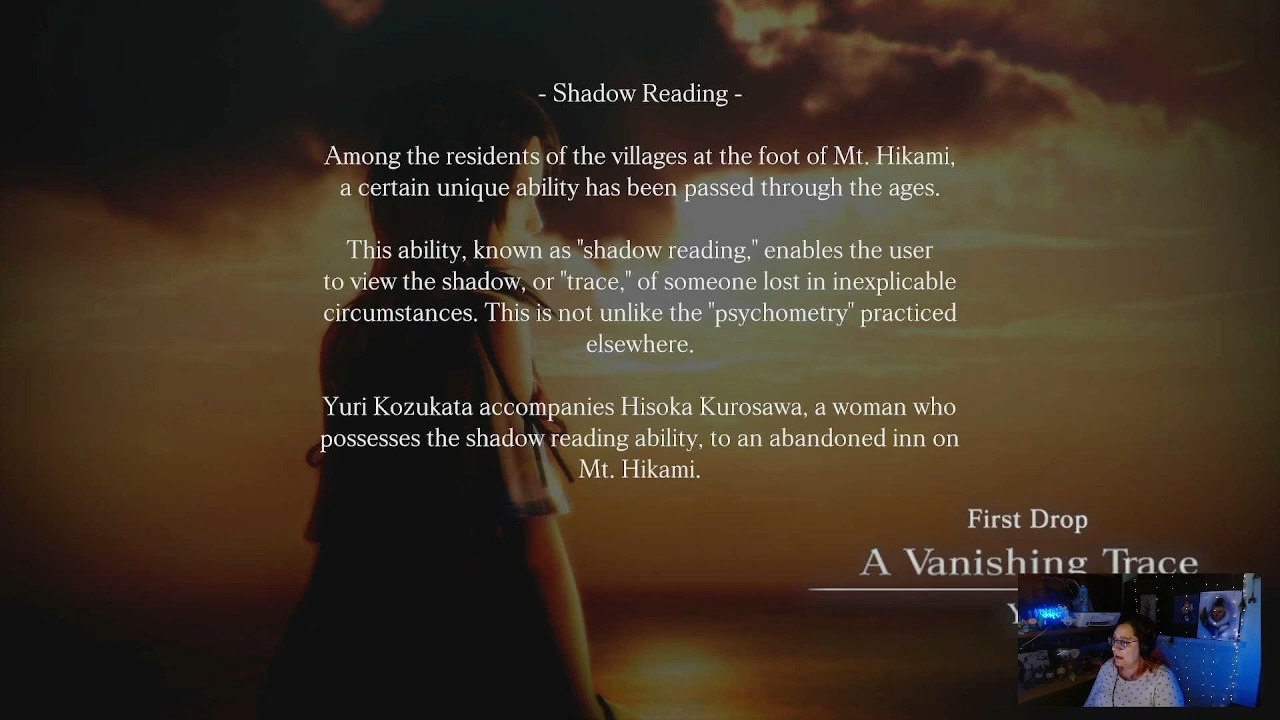 - Shadow Reading -
Among the residents of the villages at the foot of Mt. Hikami,
a certain unique ability has been passed through the ages.
This ability, known as "shadow reading," enables the user
to view the shadow, or "trace," of someone lost in inexplicable
circumstances. This is not unlike the "psychometry" practiced
elsewhere.
Yuri Kozukata accompanies Hisoka Kurosawa, a woman who
possesses the shadow reading ability, to an abandoned inn on
Mt. Hikami.
First Drop
A Vanishing Trace